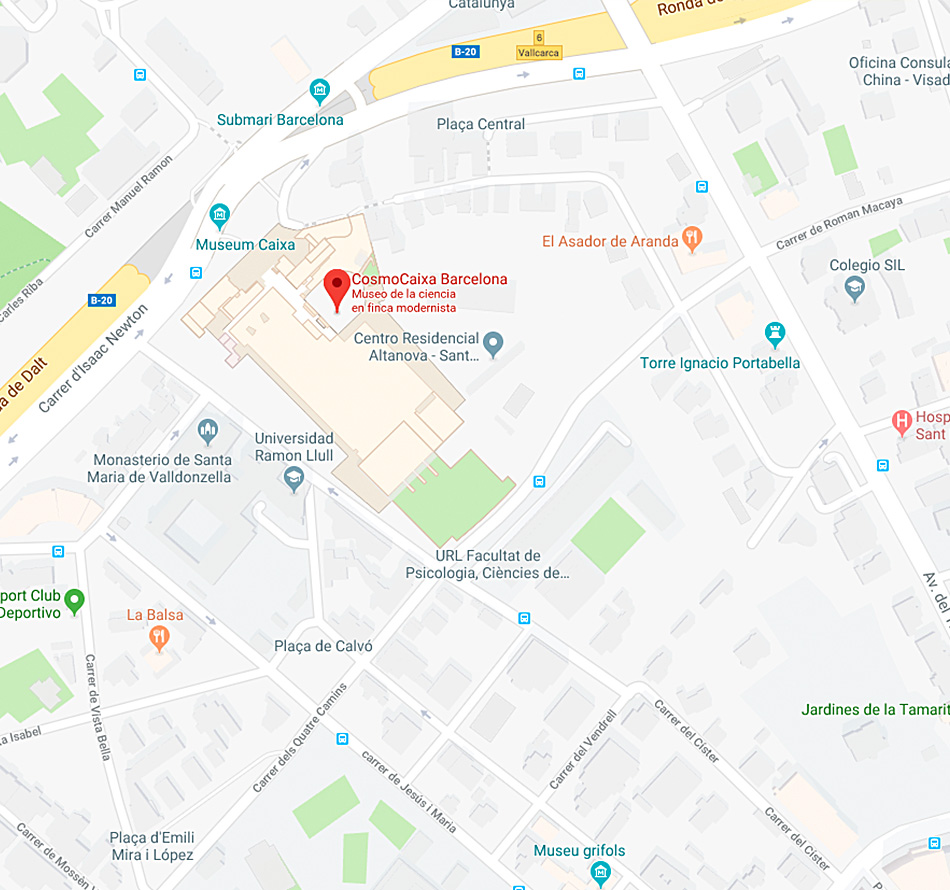 Catalunya
Ronda de
B-20
6
Vallcarca
Oficina Consula
China - Visad
Submari Barcelona
Plaça Central
Carrer Manuel Ramon
Museum Caixa
El Asador de Aranda
Carrer de Roman Macaya
Colegio SIL
CosmoCaixa Barcelona
Museo de la ciencia
en finca modernista
Carles Riba
B-20
Carrer d'Isaac Newton
Centro Residencial
Altanova - Sant...
Torre Ignacio Portabella
da de Dalt
Hosp
Sant
Universidad
Ramon Llull
Monasterio de Santa
Maria de Valldonzella
URL Facultat de
Psicologia, Ciències de...
port Club
Deportivo
La Balsa
Av. del T
Plaça de Calvó
Carrer de Vista Bella
Carrer dels Quatre Camins
Jardines de la Tamarit
a Isabel
Carrer del Cister
Carrer del Vendrell
carrer de Jesus i Maria
Carrer del Cister
Plaça d'Emili
Mira i López
Carrer de Mossèn
Museu grifols